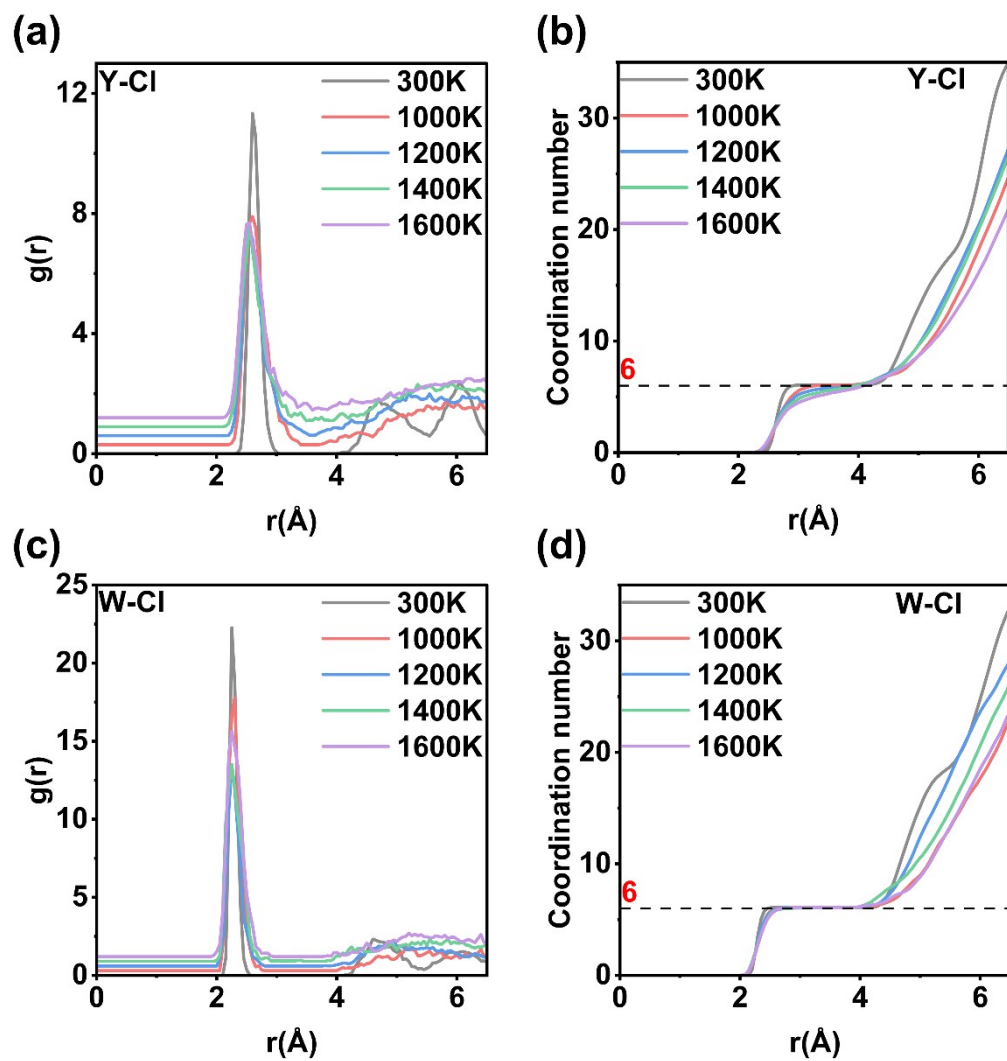 (a)
Y-Cl
300K
1000K
1200K
1400K
1600K
12
8
4
0
g(r)
0 2 4 6
r(Å)
(b)
Y-Cl
300K
1000K
1200K
1400K
1600K
30
20
10
0
6
Coordination number
0 2 4 6
r(Å)
(c)
W-Cl
300K
1000K
1200K
1400K
1600K
25
20
15
10
5
0
g(r)
0 2 4 6
r(Å)
(d)
W-Cl
300K
1000K
1200K
1400K
1600K
30
20
10
0
6
Coordination number
0 2 4 6
r(Å)